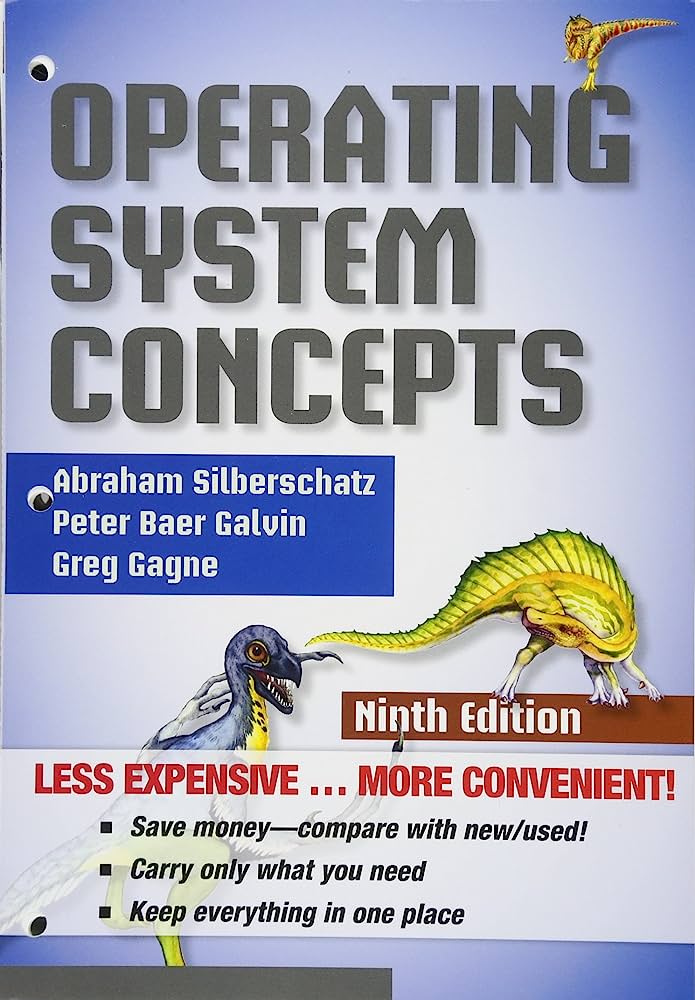 OPERATING
SYSTEM
CONCEPTS
Abraham Silberschatz
Peter Baer Galvin
Greg Gagne
Ninth Edition
LESS EXPENSIVE ... MORE CONVENIENT!
▪ Save money—compare with new/used!
▪ Carry only what you need
▪ Keep everything in one place